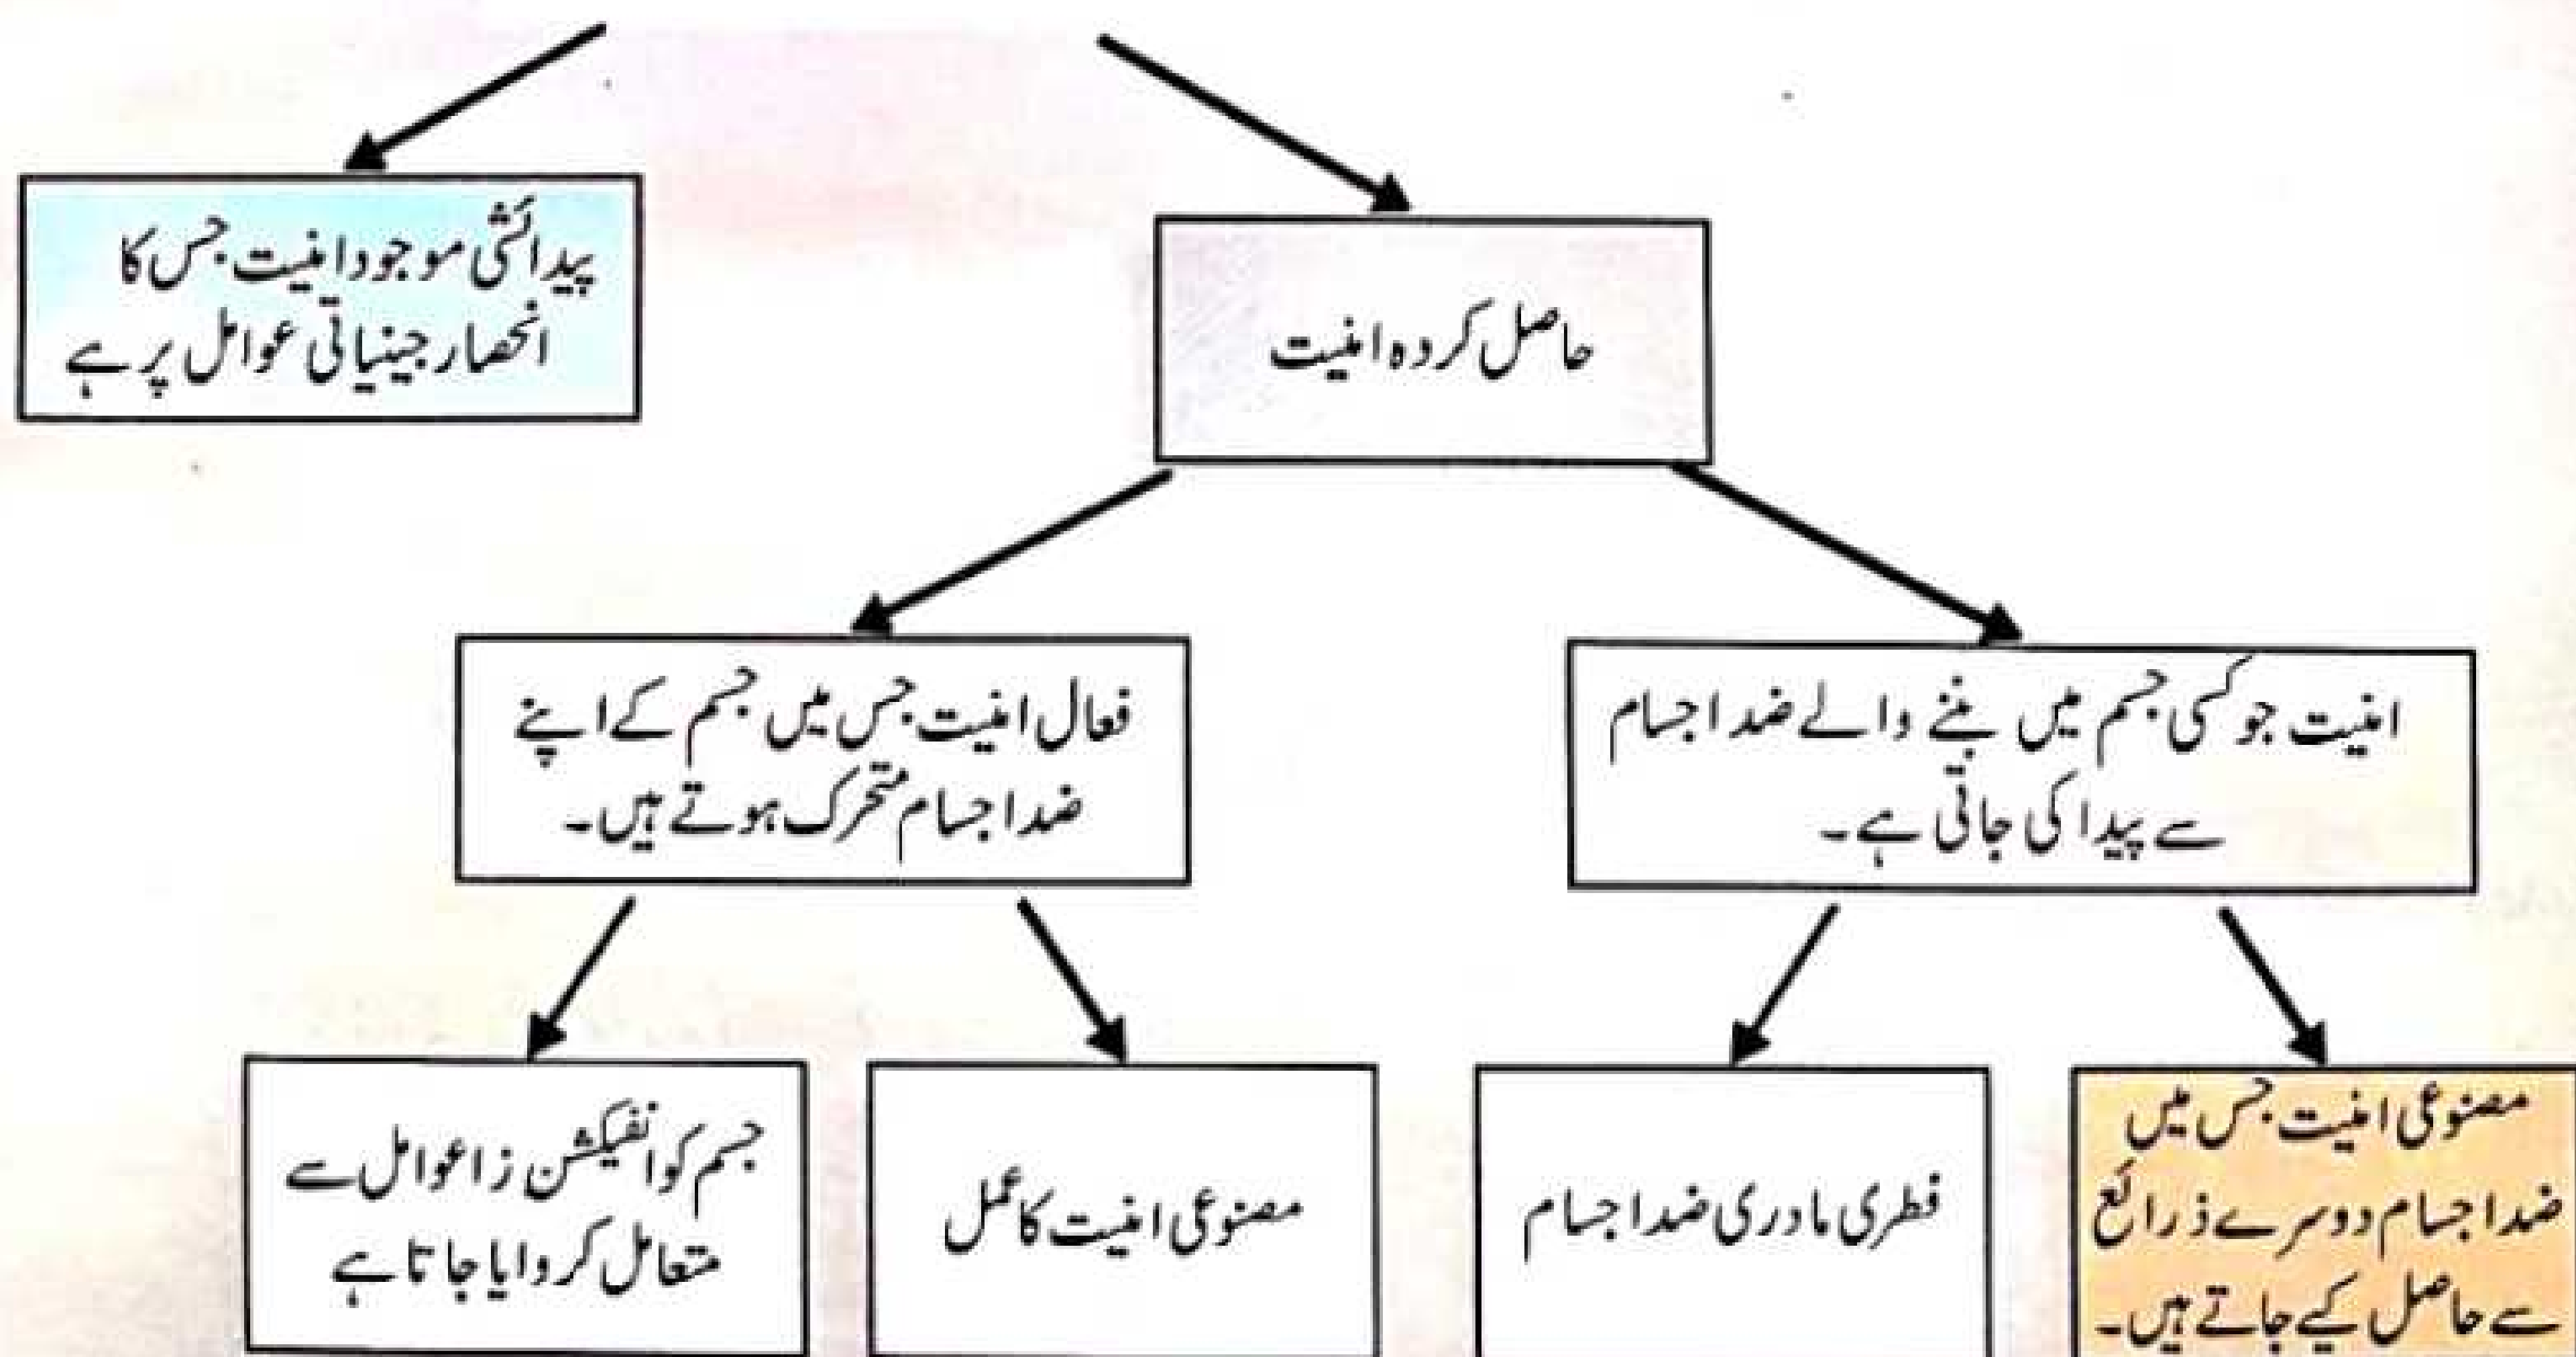 پیدائشی موجود امنیت جس کا
انحصار جینیاتی عوامل پر ہے
حاصل کردہ امنیت
امنیت جو کسی جسم میں بننے والے ضد اجسام
سے پیدا کی جاتی ہے۔
فعال امنیت جس میں جسم کے اپنے
ضد اجسام متحرک ہوتے ہیں۔
مصنوعی امنیت جس میں
ضد اجسام دوسرے ذرائع
سے حاصل کیے جاتے ہیں۔
فطری مادری ضد اجسام
مصنوعی امنیت کا عمل
جسم کو انفیکشن زا عوامل سے
متعامل کروایا جاتا ہے